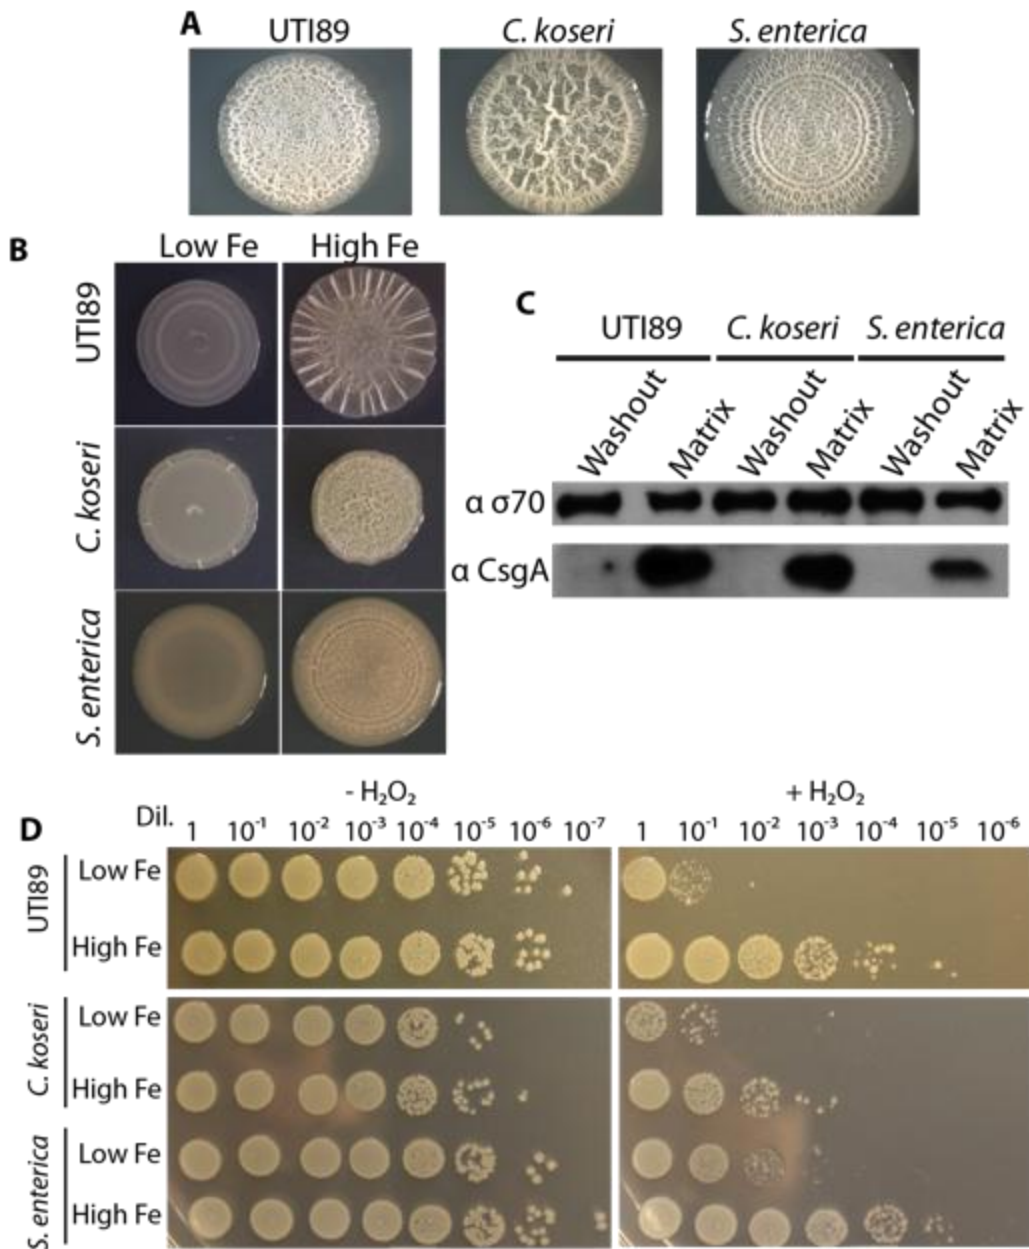 A
UTI89 C. koseri S. enterica
B
Low Fe High Fe
UTI89
C. koseri
S. enterica
C
UTI89 C. koseri S. enterica
Washout Matrix Washout Matrix Washout Matrix
α σ70
α CsgA
D
- H₂O₂ + H₂O₂
Dil. 1 10⁻¹ 10⁻² 10⁻³ 10⁻⁴ 10⁻⁵ 10⁻⁶ 10⁻⁷ 1 10⁻¹ 10⁻² 10⁻³ 10⁻⁴ 10⁻⁵ 10⁻⁶
UTI89
Low Fe
High Fe
C. koseri
Low Fe
High Fe
S. enterica
Low Fe
High Fe